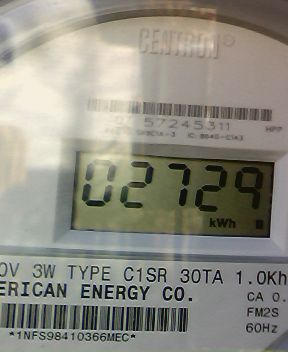 CENTRON®
57245311
HPP
02729
kWh
0V 3W TYPE C1SR 30TA 1.0Kh
ERICAN ENERGY CO.
CA 0.
FM2S
60Hz
*1NFS98410366MEC*